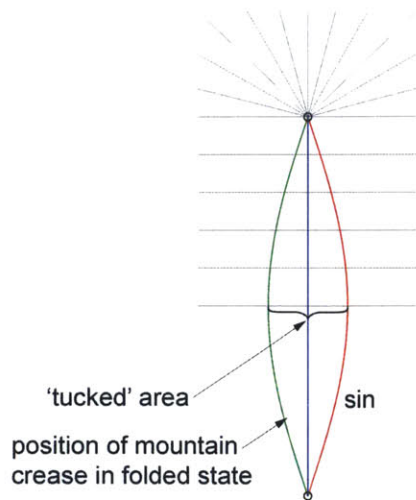 'tucked' area
sin
position of mountain
crease in folded state